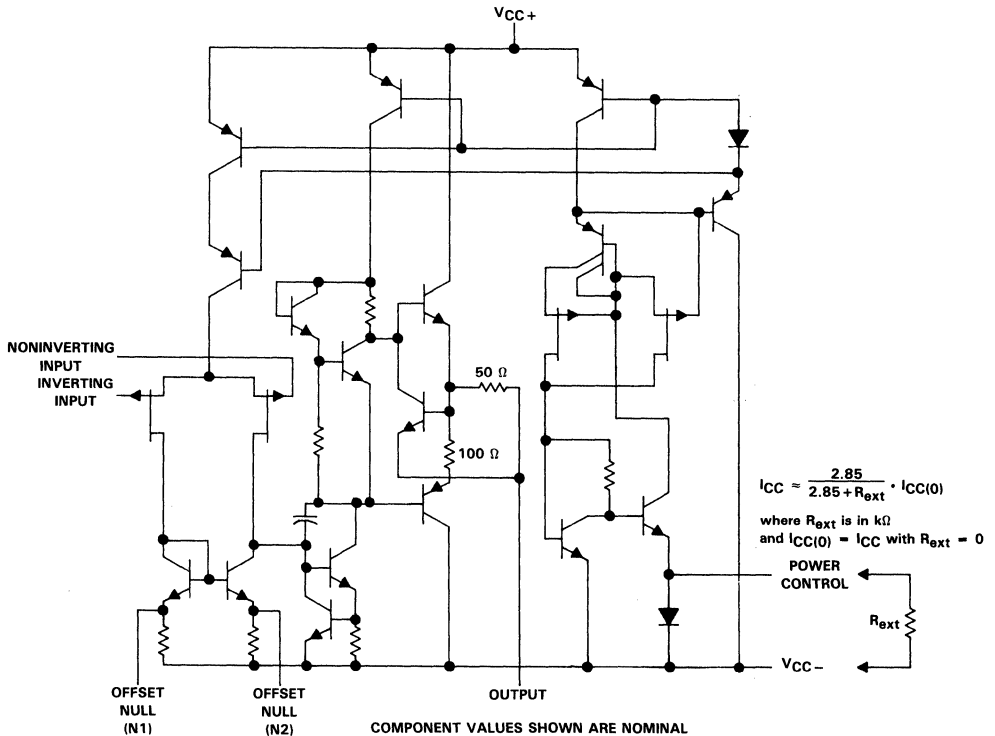 VCC+
NONINVERTING
INPUT
INVERTING
INPUT
50 Ω
100 Ω
ICC ≈ 2.85 / 2.85 + Rext · ICC(0)
where Rext is in kΩ
and ICC(0) = ICC with Rext = 0
POWER
CONTROL
Rext
VCC−
OFFSET
NULL
(N1)
OFFSET
NULL
(N2)
OUTPUT
COMPONENT VALUES SHOWN ARE NOMINAL